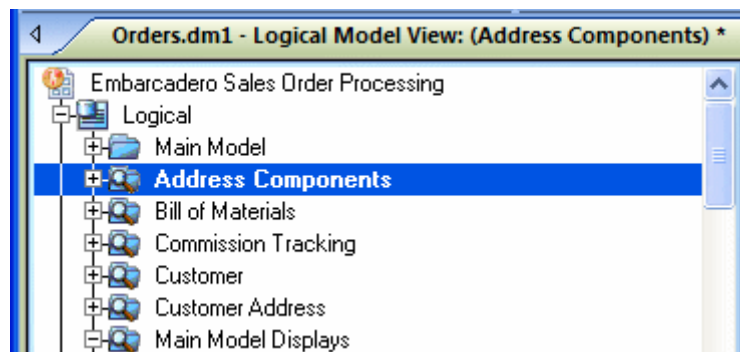 Orders.dm1 - Logical Model View: (Address Components) *
Embarcadero Sales Order Processing
Logical
Main Model
Address Components
Bill of Materials
Commission Tracking
Customer
Customer Address
Main Model Displays